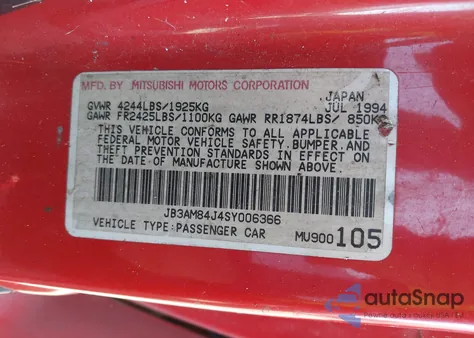 MFD. BY MITSUBISHI MOTORS CORPORATION
JAPAN
GVWR 4244LBS/1925KG JUL 1994
GAWR FR2425LBS/1100KG GAWR RR1874LBS/ 850KG
THIS VEHICLE CONFORMS TO ALL APPLICABLE
FEDERAL MOTOR VEHICLE SAFETY, BUMPER, AND
THEFT PREVENTION STANDARDS IN EFFECT ON
THE DATE OF MANUFACTURE SHOWN ABOVE.
JB3AM84J4SY006366
VEHICLE TYPE:PASSENGER CAR MU900 105
autoSnap